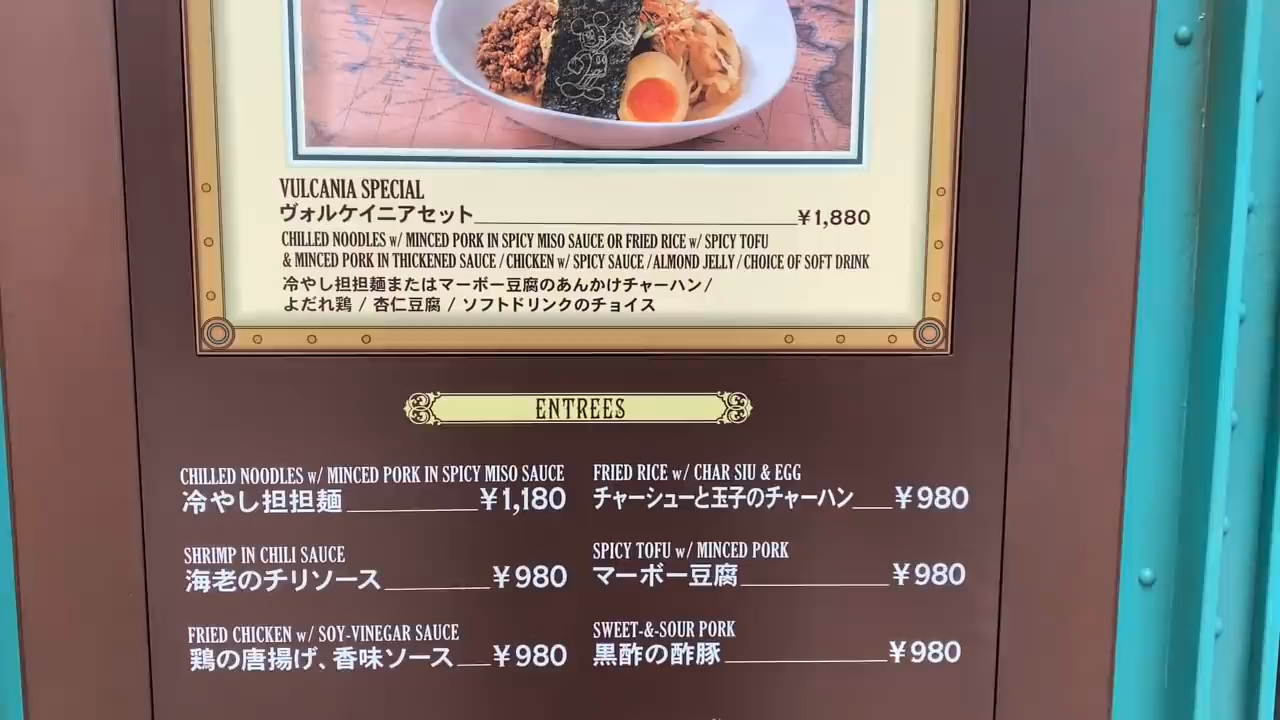 VULCANIA SPECIAL
ヴォルケイニアセット ¥1,880
CHILLED NOODLES w/ MINCED PORK IN SPICY MISO SAUCE OR FRIED RICE w/ SPICY TOFU
& MINCED PORK IN THICKENED SAUCE / CHICKEN w/ SPICY SAUCE / ALMOND JELLY / CHOICE OF SOFT DRINK
冷やし担担麺またはマーボー豆腐のあんかけチャーハン /
よだれ鶏 / 杏仁豆腐 / ソフトドリンクのチョイス
ENTREES
CHILLED NOODLES w/ MINCED PORK IN SPICY MISO SAUCE
冷やし担担麺 ¥1,180
SHRIMP IN CHILI SAUCE
海老のチリソース ¥980
FRIED CHICKEN w/ SOY-VINEGAR SAUCE
鶏の唐揚げ、香味ソース ¥980
FRIED RICE w/ CHAR SIU & EGG
チャーシューと玉子のチャーハン ¥980
SPICY TOFU w/ MINCED PORK
マーボー豆腐 ¥980
SWEET-&-SOUR PORK
黒酢の酢豚 ¥980